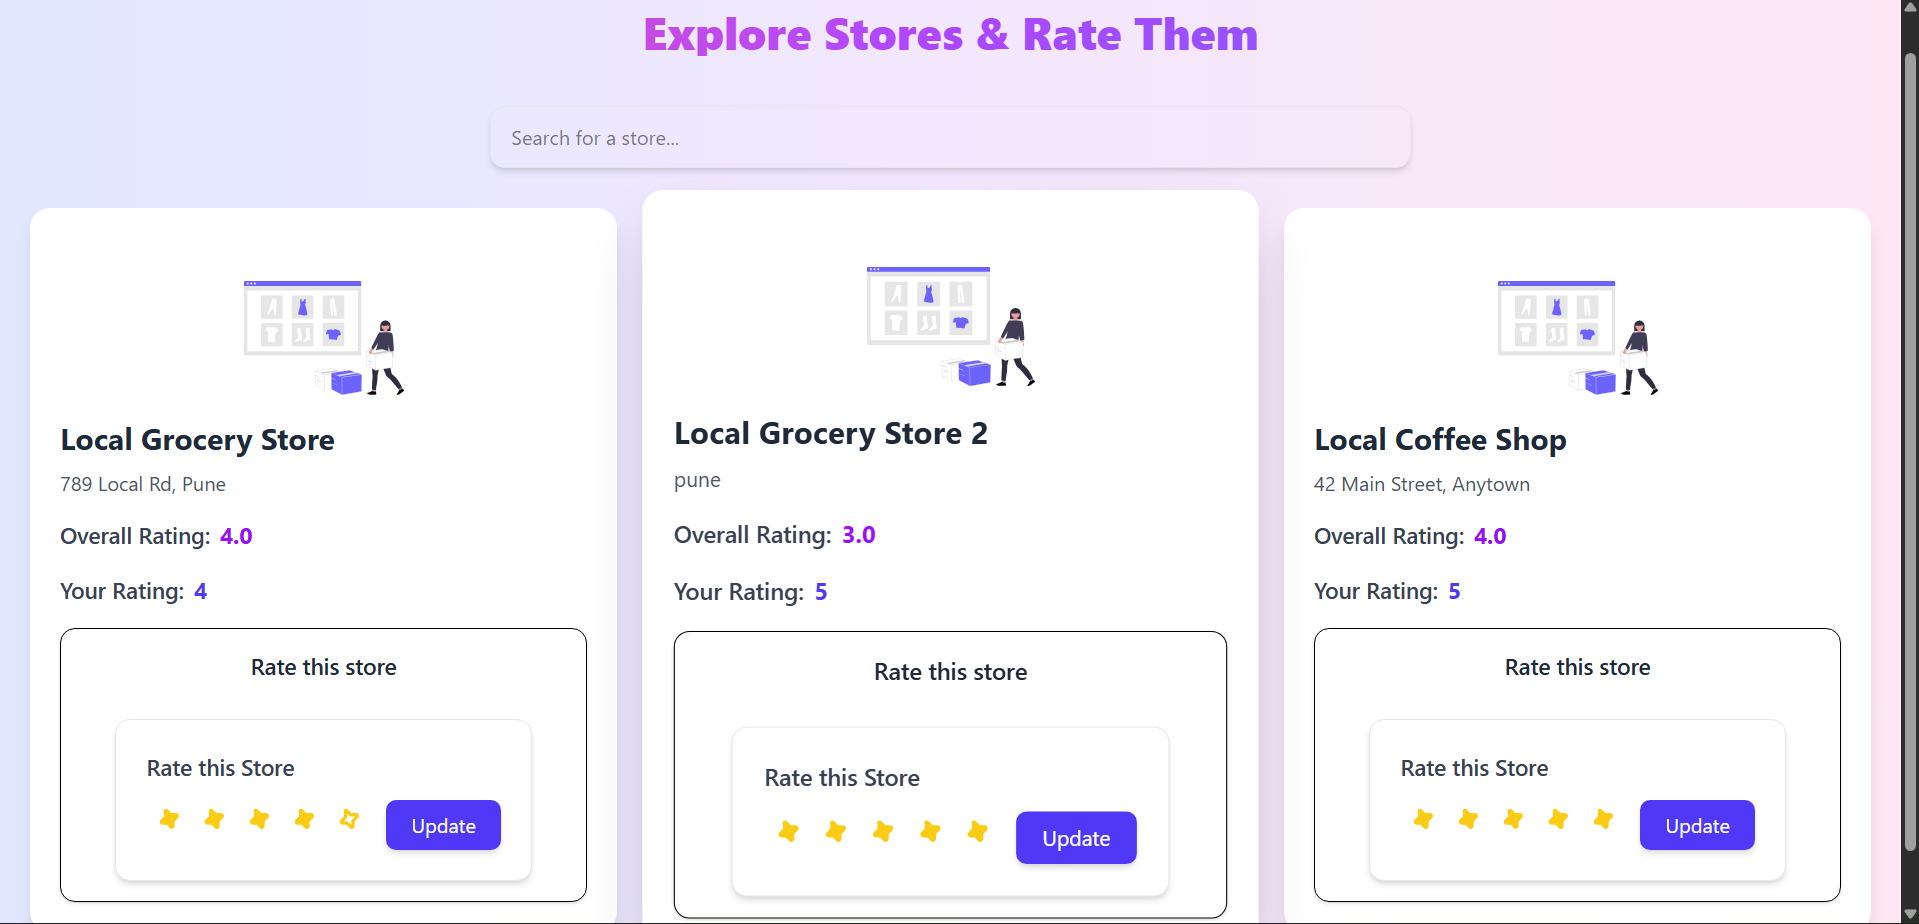 Explore Stores & Rate Them
Search for a store...
Local Grocery Store
789 Local Rd, Pune
Overall Rating: 4.0
Your Rating: 4
Rate this store
Rate this Store
Update
Local Grocery Store 2
pune
Overall Rating: 3.0
Your Rating: 5
Rate this store
Rate this Store
Update
Local Coffee Shop
42 Main Street, Anytown
Overall Rating: 4.0
Your Rating: 5
Rate this store
Rate this Store
Update